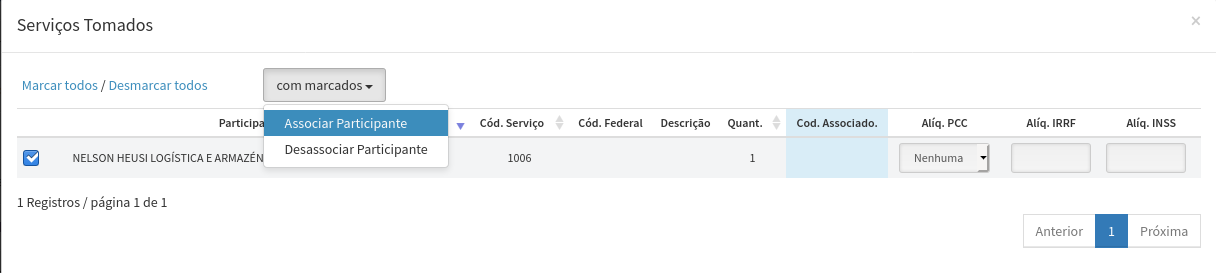 Serviços Tomados
×
Marcar todos / Desmarcar todos
com marcados
Associar Participante
Desassociar Participante
Participa Cód. Serviço Cód. Federal Descrição Quant. Cod. Associado. Alíq. PCC Alíq. IRRF Alíq. INSS
NELSON HEUSI LOGÍSTICA E ARMAZÉN 1006 1 Nenhuma
1 Registros / página 1 de 1
Anterior 1 Próxima